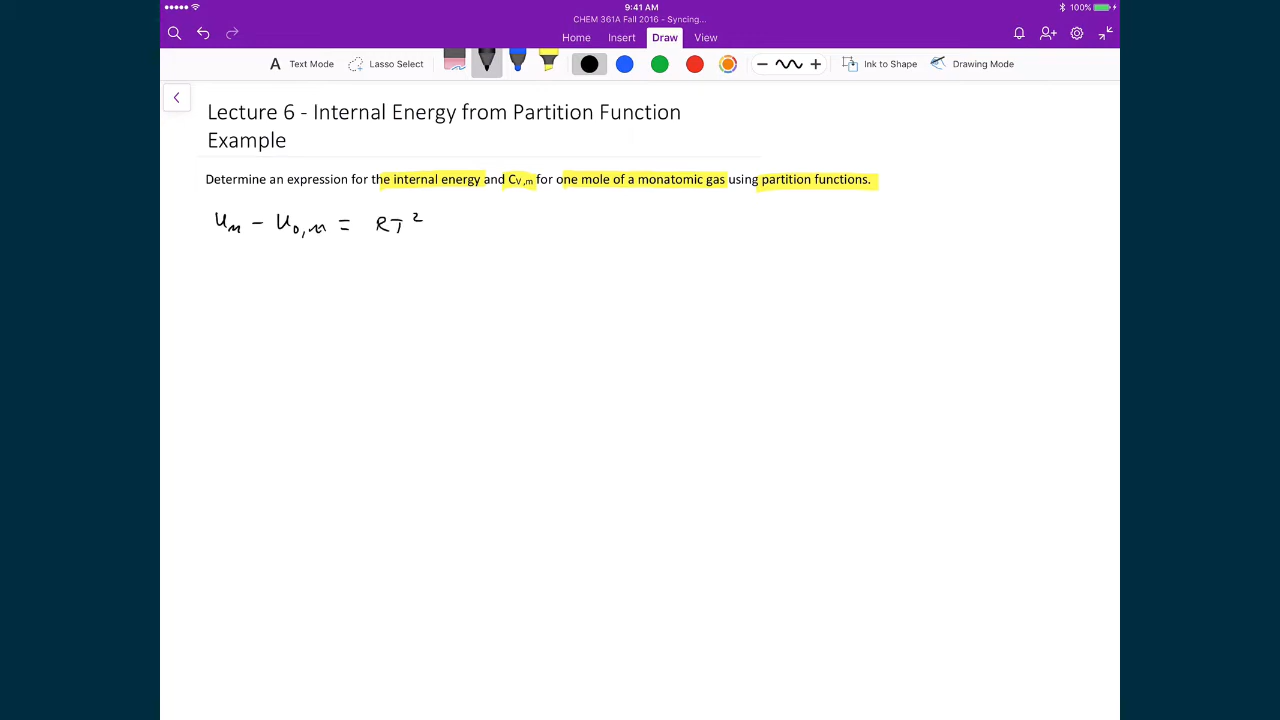 9:41 AM
100%
CHEM 361A Fall 2016 - Syncing...
Home Insert Draw View
A Text Mode Lasso Select Ink to Shape Drawing Mode
Lecture 6 - Internal Energy from Partition Function
Example
Determine an expression for the internal energy and Cv,m for one mole of a monatomic gas using partition functions.
Um - U0,m = RT²